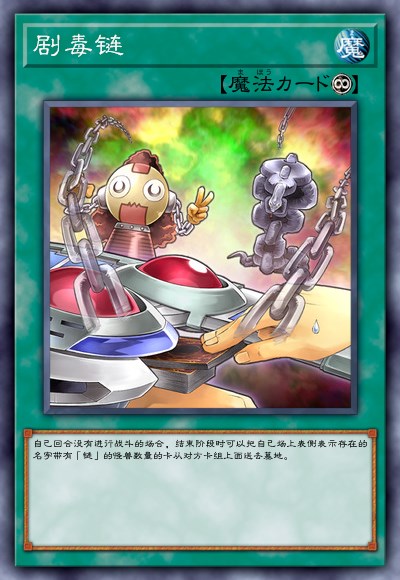 剧毒链
魔
【魔法カード】
まほう
自己回合没有进行战斗的场合，结束阶段时可以把自己场上表侧表示存在的
名字带有「链」的怪兽数量的卡从对方卡组上面送去墓地。